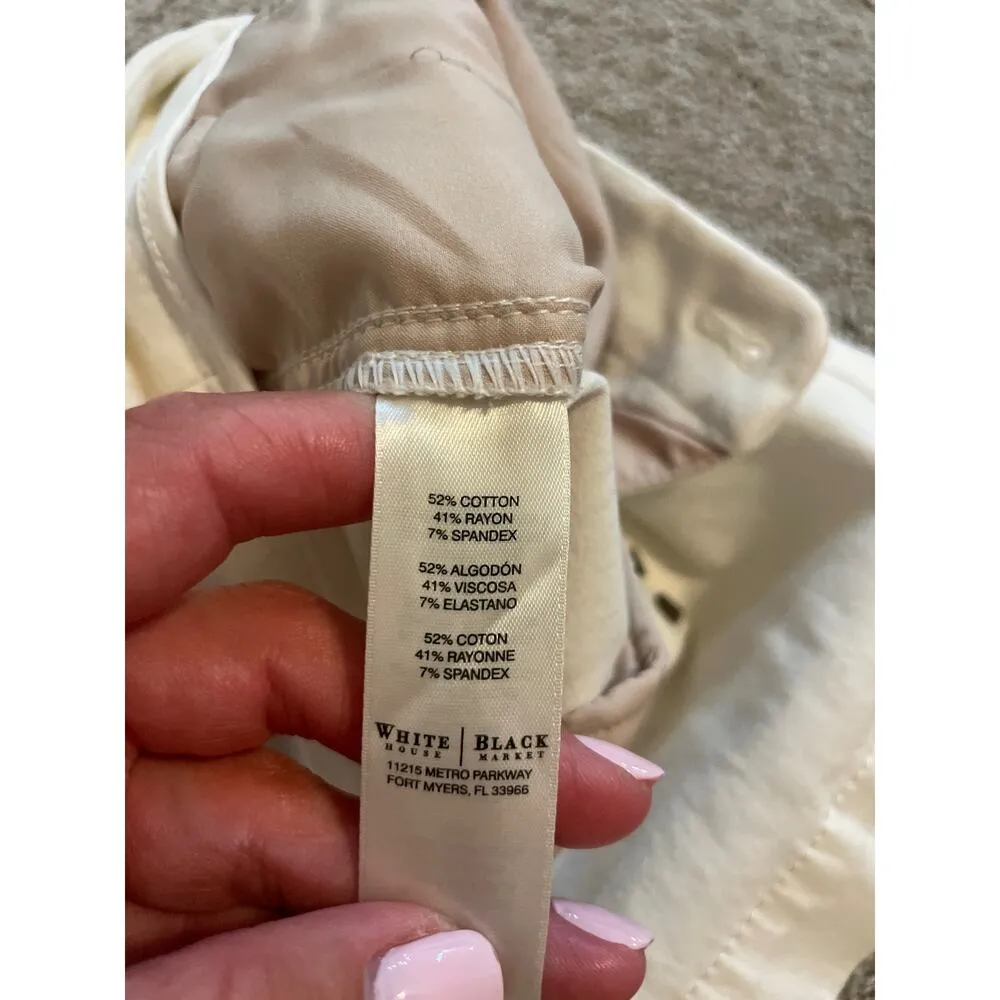 52% COTTON
41% RAYON
7% SPANDEX
52% ALGODÓN
41% VISCOSA
7% ELASTANO
52% COTON
41% RAYONNE
7% SPANDEX
WHITE | BLACK
HOUSE MARKET
11215 METRO PARKWAY
FORT MYERS, FL 33966